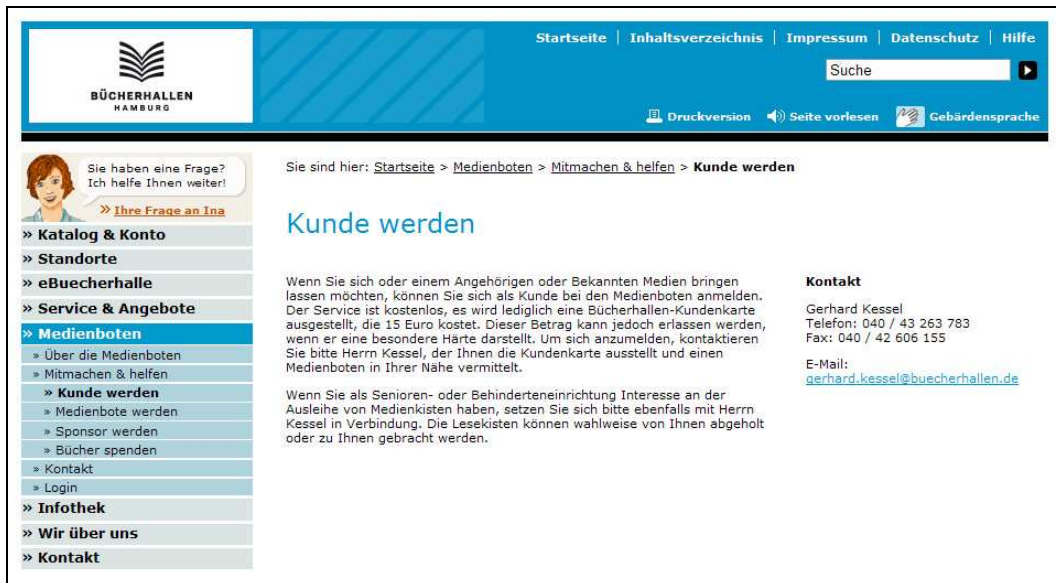 BÜCHERHALLEN
HAMBURG
Startseite | Inhaltsverzeichnis | Impressum | Datenschutz | Hilfe
Suche
Druckversion Seite vorlesen Gebärdensprache
Sie haben eine Frage?
Ich helfe Ihnen weiter!
» Ihre Frage an Ina
» Katalog & Konto
» Standorte
» eBuecherhalle
» Service & Angebote
» Medienboten
» Über die Medienboten
» Mitmachen & helfen
» Kunde werden
» Medienbote werden
» Sponsor werden
» Bücher spenden
» Kontakt
» Login
» Infothek
» Wir über uns
» Kontakt
Sie sind hier: Startseite > Medienboten > Mitmachen & helfen > Kunde werden
Kunde werden
Wenn Sie sich oder einem Angehörigen oder Bekannten Medien bringen
lassen möchten, können Sie sich als Kunde bei den Medienboten anmelden.
Der Service ist kostenlos, es wird lediglich eine Bücherhallen-Kundenkarte
ausgestellt, die 15 Euro kostet. Dieser Betrag kann jedoch erlassen werden,
wenn er eine besondere Härte darstellt. Um sich anzumelden, kontaktieren
Sie bitte Herrn Kessel, der Ihnen die Kundenkarte ausstellt und einen
Medienboten in Ihrer Nähe vermittelt.
Wenn Sie als Senioren- oder Behinderteneinrichtung Interesse an der
Ausleihe von Medienkisten haben, setzen Sie sich bitte ebenfalls mit Herrn
Kessel in Verbindung. Die Lesekisten können wahlweise von Ihnen abgeholt
oder zu Ihnen gebracht werden.
Kontakt
Gerhard Kessel
Telefon: 040 / 43 263 783
Fax: 040 / 42 606 155
E-Mail:
gerhard.kessel@buecherhallen.de